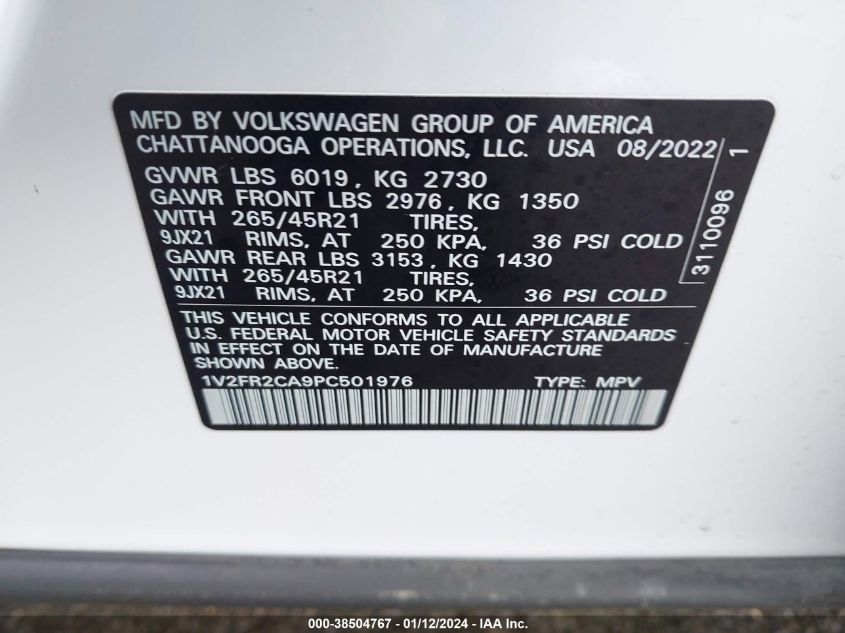 MFD BY VOLKSWAGEN GROUP OF AMERICA
CHATTANOOGA OPERATIONS, LLC. USA 08/2022
GVWR LBS 6019, KG 2730
GAWR FRONT LBS 2976, KG 1350
WITH 265/45R21 TIRES,
9JX21 RIMS, AT 250 KPA, 36 PSI COLD
GAWR REAR LBS 3153, KG 1430
WITH 265/45R21 TIRES,
9JX21 RIMS, AT 250 KPA, 36 PSI COLD
3110096 1
THIS VEHICLE CONFORMS TO ALL APPLICABLE
U.S. FEDERAL MOTOR VEHICLE SAFETY STANDARDS
IN EFFECT ON THE DATE OF MANUFACTURE
SHOWN ABOVE.
1V2FR2CA9PC501976 TYPE: MPV
000-38504767 - 01/12/2024 - IAA Inc.